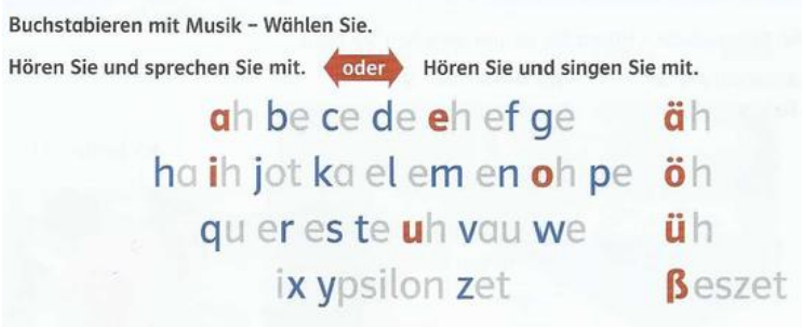 Buchstabieren mit Musik – Wählen Sie.
Hören Sie und sprechen Sie mit. oder Hören Sie und singen Sie mit.
ah be ce de eh ef ge äh
ha ih jot ka el em en oh pe öh
qu er es te uh vau we üh
ix ypsilon zet ßeszet